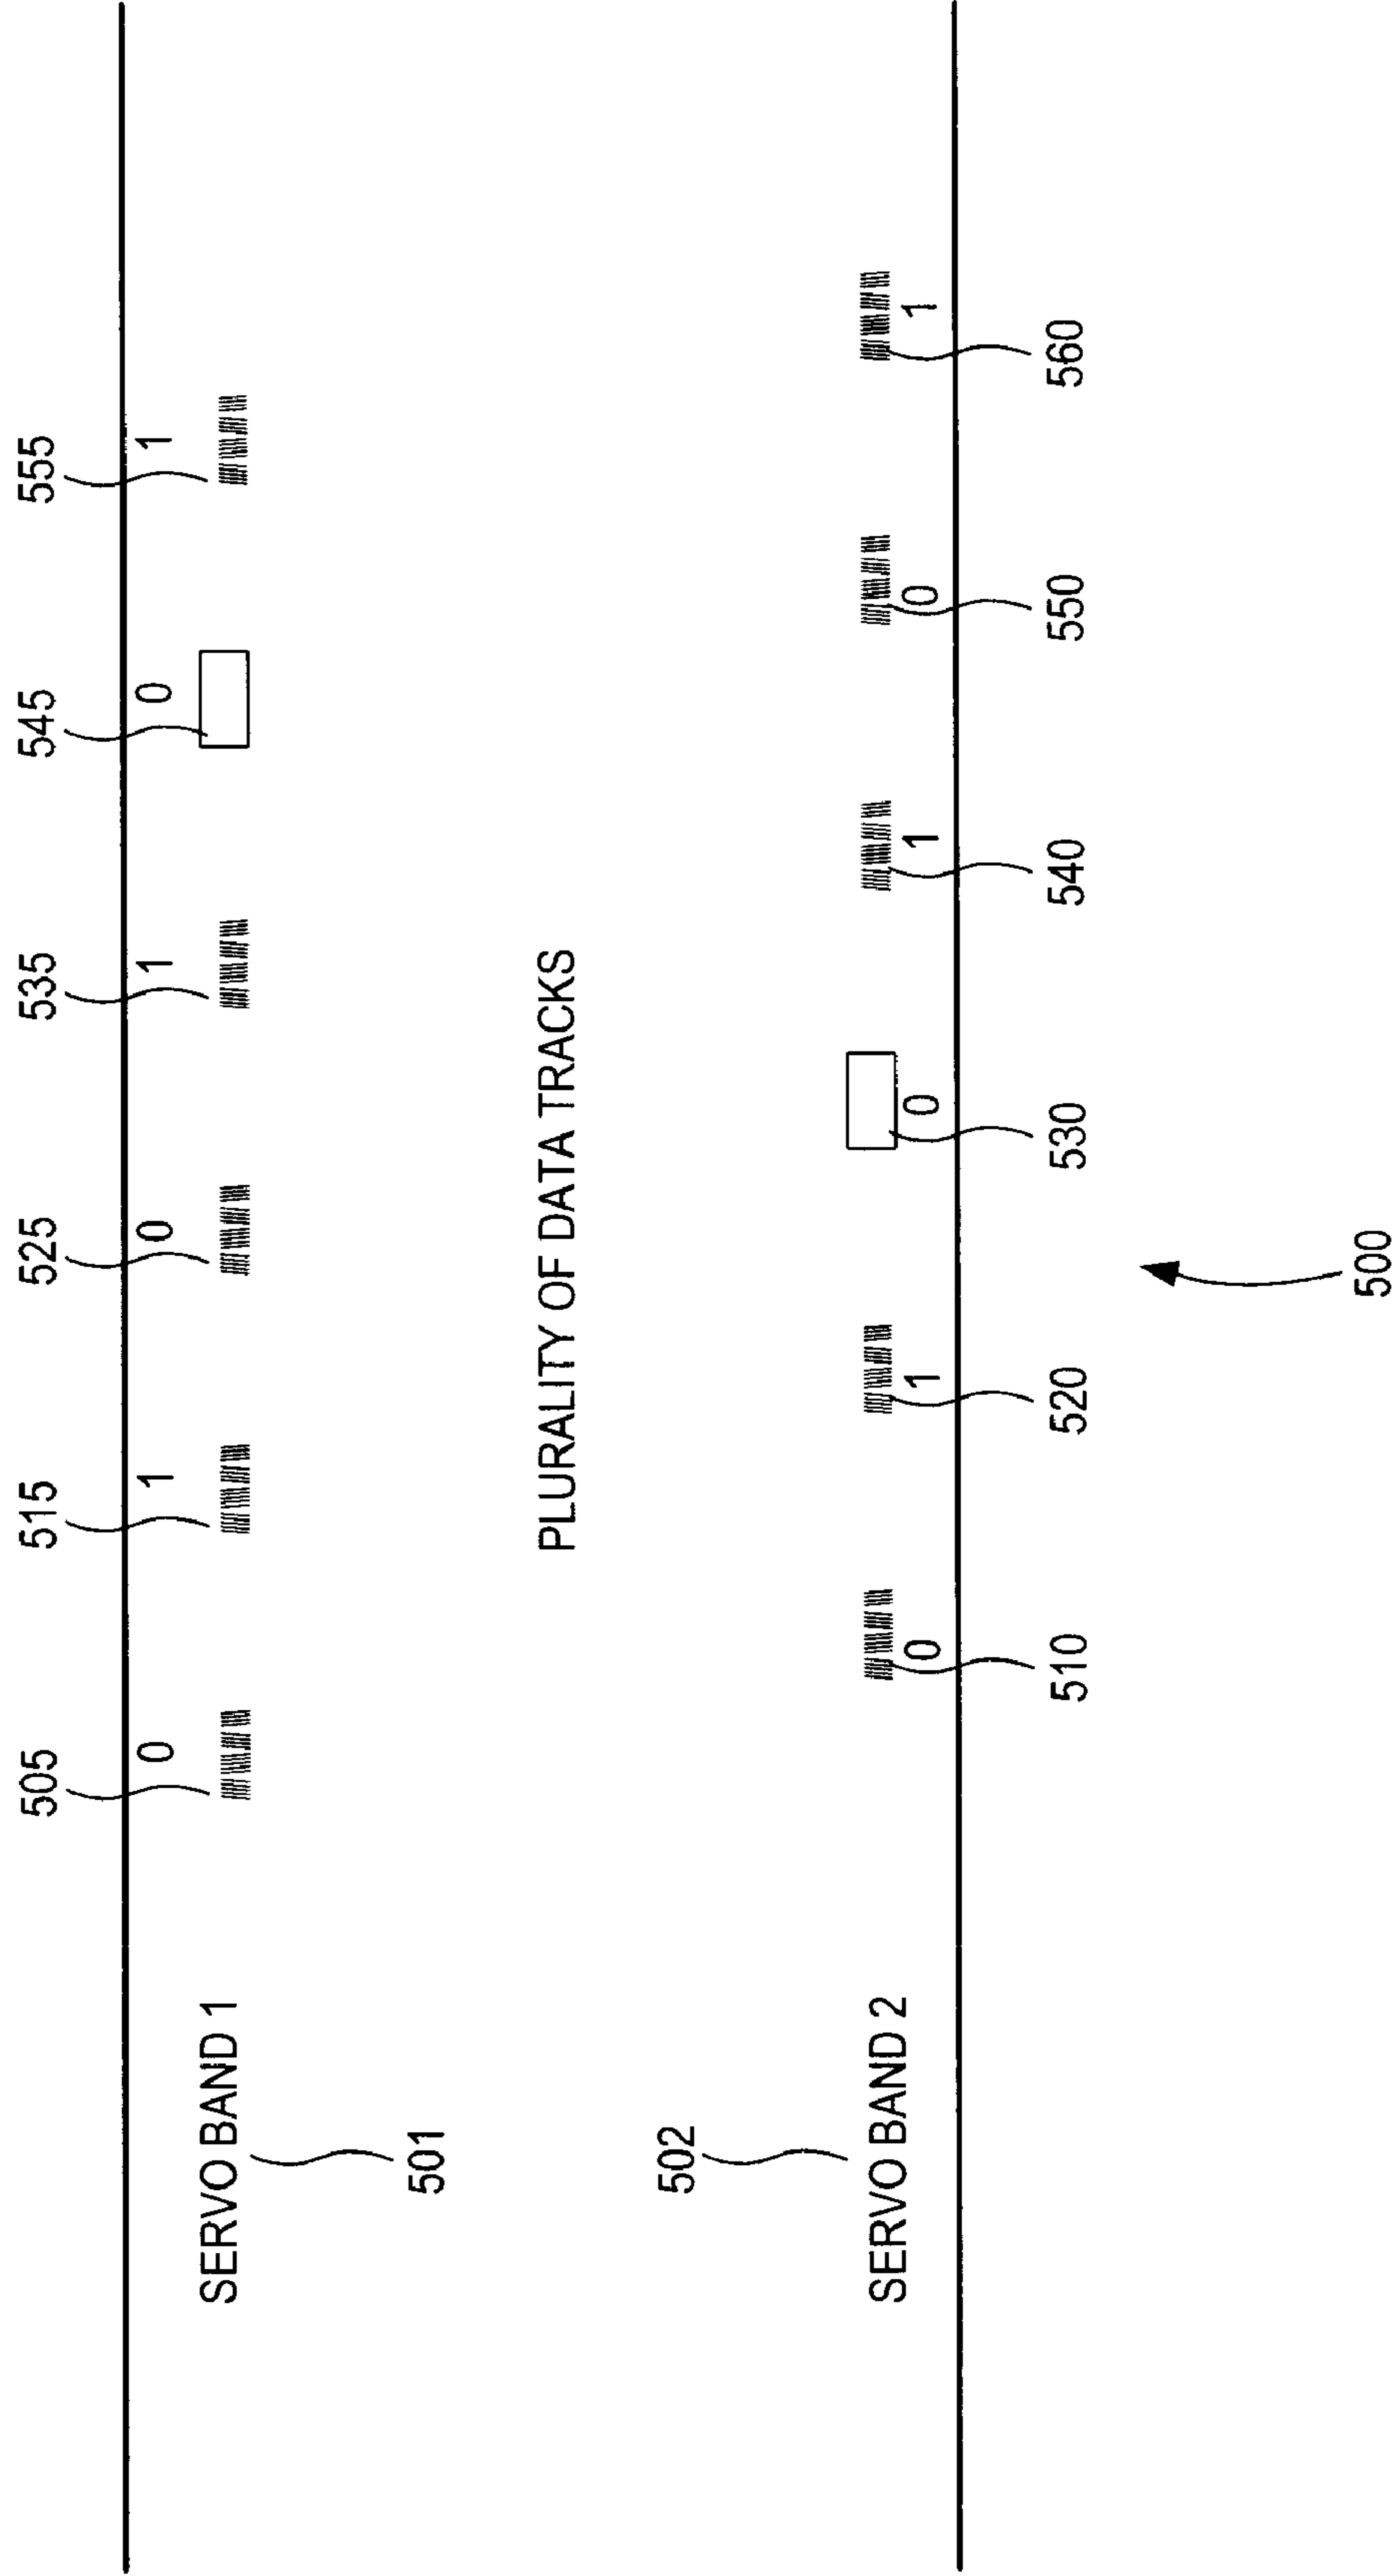 505 515 525 535 545 555
0 1 0 1 0 1
SERVO BAND 1
501
PLURALITY OF DATA TRACKS
502
SERVO BAND 2
0 1 0 1 0 1
510 520 530 540 550 560
500